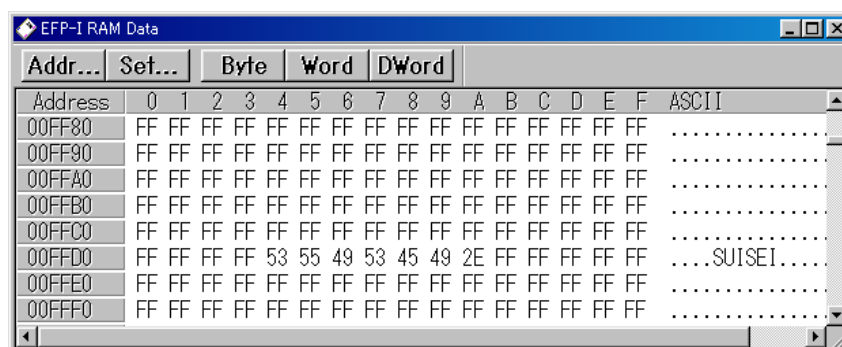 EFP-I RAM Data
Addr... Set... Byte Word DWord
Address 0 1 2 3 4 5 6 7 8 9 A B C D E F ASCII
00FF80 FF FF FF FF FF FF FF FF FF FF FF FF FF FF FF FF ...............
00FF90 FF FF FF FF FF FF FF FF FF FF FF FF FF FF FF FF ...............
00FFA0 FF FF FF FF FF FF FF FF FF FF FF FF FF FF FF FF ...............
00FFB0 FF FF FF FF FF FF FF FF FF FF FF FF FF FF FF FF ...............
00FFC0 FF FF FF FF FF FF FF FF FF FF FF FF FF FF FF FF ...............
00FFD0 FF FF FF FF 53 55 49 53 45 49 2E FF FF FF FF FF ....SUISEI.....
00FFE0 FF FF FF FF FF FF FF FF FF FF FF FF FF FF FF FF ...............
00FFF0 FF FF FF FF FF FF FF FF FF FF FF FF FF FF FF FF ...............